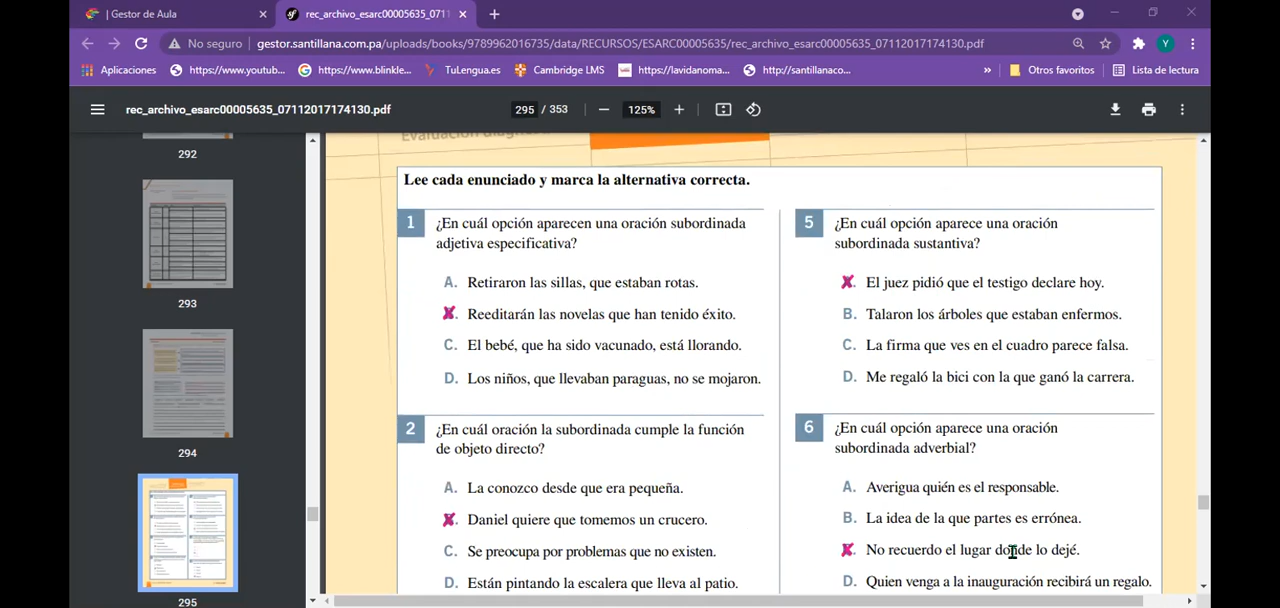 | Gestor de Aula
rec_archivo_esarc00005635_0711
No seguro
gestor.santillana.com.pa/uploads/books/9789962016735/data/RECURSOS/ESARC00005635/rec_archivo_esarc00005635_07112017174130.pdf
Y
Aplicaciones
https://www.youtub...
https://www.blinkle...
TuLengua.es
Cambridge LMS
https://lavidanoma...
http://santillanaco...
»
Otros favoritos
Lista de lectura
rec_archivo_esarc00005635_07112017174130.pdf
295 / 353
125%
292
293
294
295
Evaluación
Lee cada enunciado y marca la alternativa correcta.
1 ¿En cuál opción aparecen una oración subordinada
adjetiva especificativa?
A. Retiraron las sillas, que estaban rotas.
X. Reeditarán las novelas que han tenido éxito.
C. El bebé, que ha sido vacunado, está llorando.
D. Los niños, que llevaban paraguas, no se mojaron.
2 ¿En cuál oración la subordinada cumple la función
de objeto directo?
A. La conozco desde que era pequeña.
X. Daniel quiere que tomemos un crucero.
C. Se preocupa por problemas que no existen.
D. Están pintando la escalera que lleva al patio.
5 ¿En cuál opción aparece una oración
subordinada sustantiva?
X. El juez pidió que el testigo declare hoy.
B. Talaron los árboles que estaban enfermos.
C. La firma que ves en el cuadro parece falsa.
D. Me regaló la bici con la que ganó la carrera.
6 ¿En cuál opción aparece una oración
subordinada adverbial?
A. Averigua quién es el responsable.
B. La idea de la que partes es errónea.
X. No recuerdo el lugar donde lo dejé.
D. Quien venga a la inauguración recibirá un regalo.